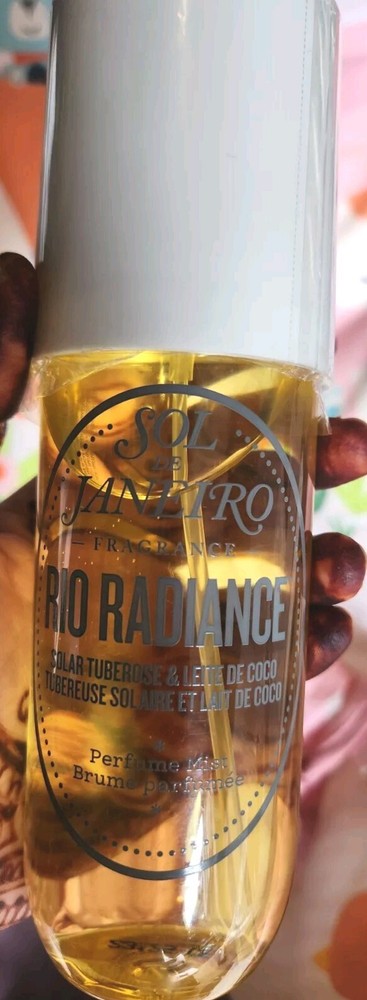 SOL
DE
JANEIRO
FRAGRANCE
RIO RADIANCE
SOLAR TUBEROSE & LEITE DE COCO
TUBEREUSE SOLAIRE ET LAIT DE COCO
Perfume Mist
Brume parfumée